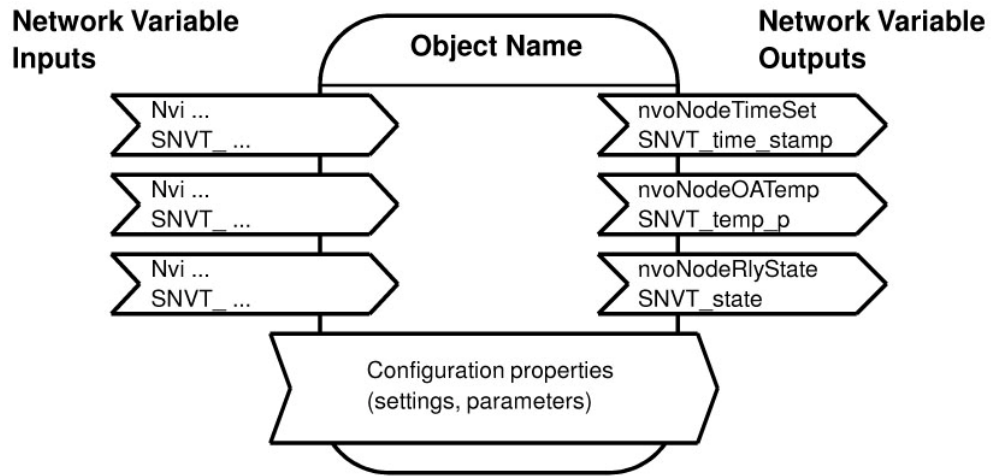 Network Variable
Inputs
Object Name
Network Variable
Outputs
Nvi ...
SNVT_ ...
nvoNodeTimeSet
SNVT_time_stamp
Nvi ...
SNVT_ ...
nvoNodeOATemp
SNVT_temp_p
Nvi ...
SNVT_ ...
nvoNodeRlyState
SNVT_state
Configuration properties
(settings, parameters)